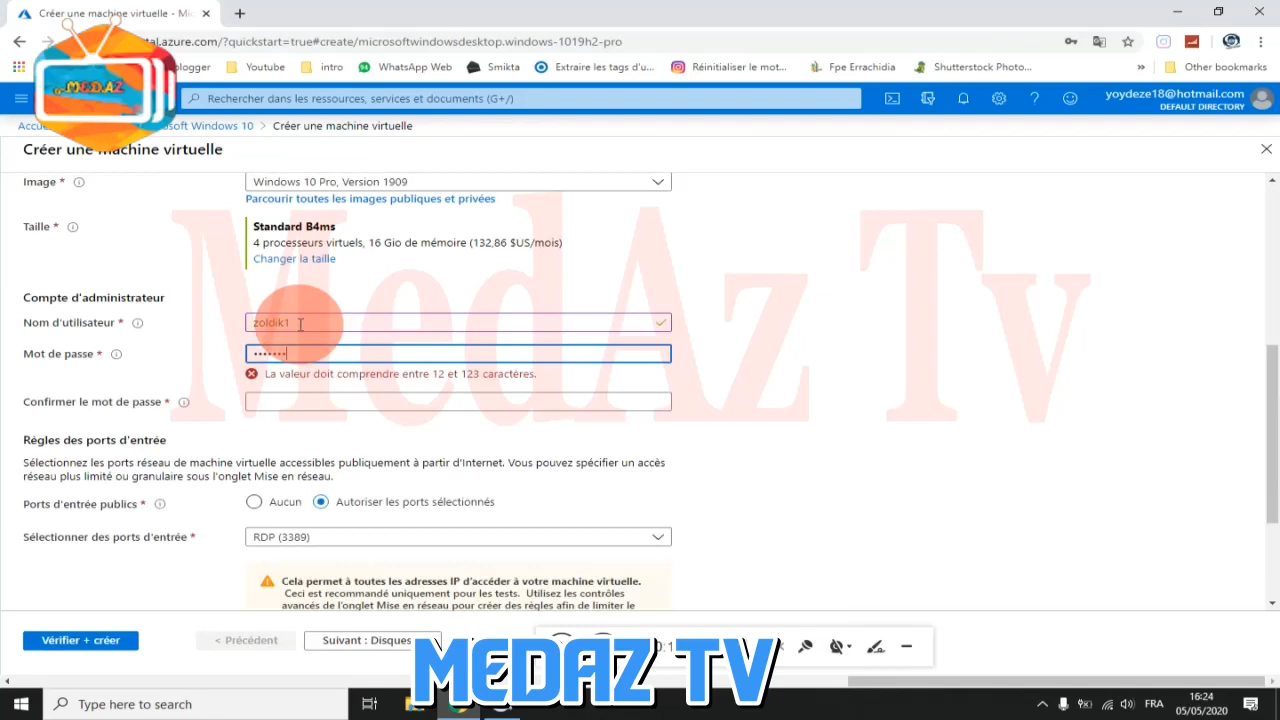 Créer une machine virtuelle - Mic
tal.azure.com/?quickstart=true#create/microsoftwindowsdesktop.windows-1019h2-pro
logger
Youtube
intro
WhatsApp Web
Smikta
Extraire les tags d'u...
Réinitialiser le mot...
Fpe Errachidia
Shutterstock Photo...
»
Other bookmarks
MED.AZ
Rechercher dans les ressources, services et documents (G+/)
yoydeze18@hotmail.com
DEFAULT DIRECTORY
Accue
osoft Windows 10 > Créer une machine virtuelle
Créer une machine virtuelle
Image *
Windows 10 Pro, Version 1909
Parcourir toutes les images publiques et privées
Taille *
Standard B4ms
4 processeurs virtuels, 16 Gio de mémoire (132,86 $US/mois)
Changer la taille
MedAz Tv
Compte d'administrateur
Nom d'utilisateur *
zoldik1
Mot de passe *
•••••••
La valeur doit comprendre entre 12 et 123 caractères.
Confirmer le mot de passe *
Règles des ports d'entrée
Sélectionnez les ports réseau de machine virtuelle accessibles publiquement à partir d'Internet. Vous pouvez spécifier un accès
réseau plus limité ou granulaire sous l'onglet Mise en réseau.
Ports d'entrée publics *
Aucun
Autoriser les ports sélectionnés
Sélectionner des ports d'entrée *
RDP (3389)
Cela permet à toutes les adresses IP d'accéder à votre machine virtuelle.
Ceci est recommandé uniquement pour les tests. Utilisez les contrôles
avancés de l'onglet Mise en réseau pour créer des règles afin de limiter le
Vérifier + créer
< Précédent
Suivant : Disques
MEDAZ TV
Type here to search
FRA
16:24
05/05/2020